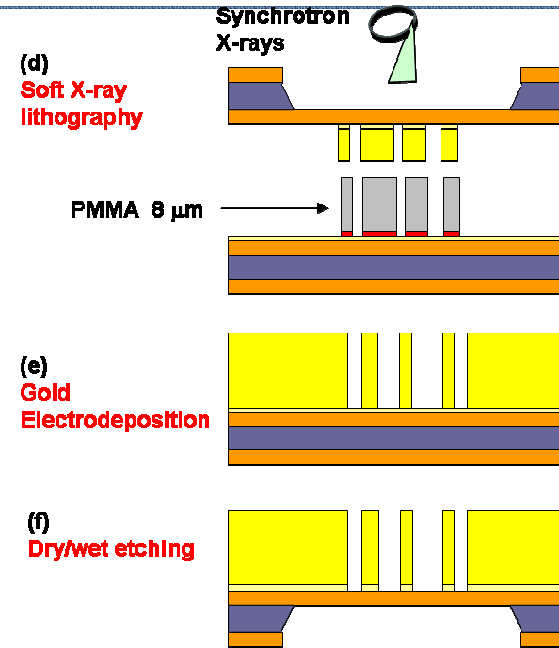 Synchrotron
X-rays
(d)
Soft X-ray
lithography
PMMA 8 µm
(e)
Gold
Electrodeposition
(f)
Dry/wet etching